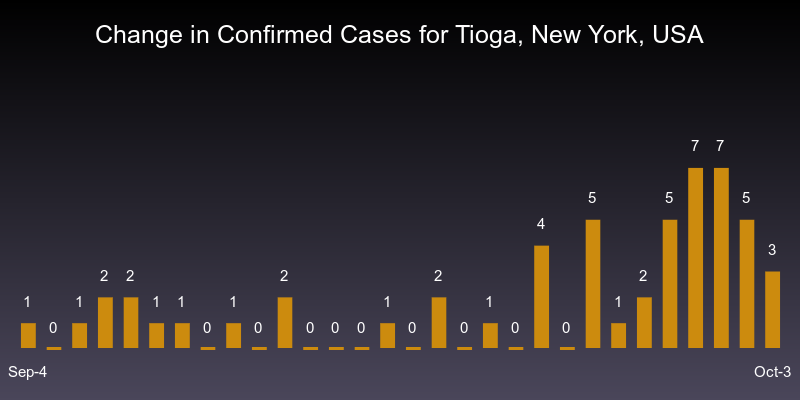 Change in Confirmed Cases for Tioga, New York, USA
1 0 1 2 2 1 1 0 1 0 2 0 0 0 1 0 2 0 1 0 4 0 5 1 2 5 7 7 5 3
Sep-4 Oct-3